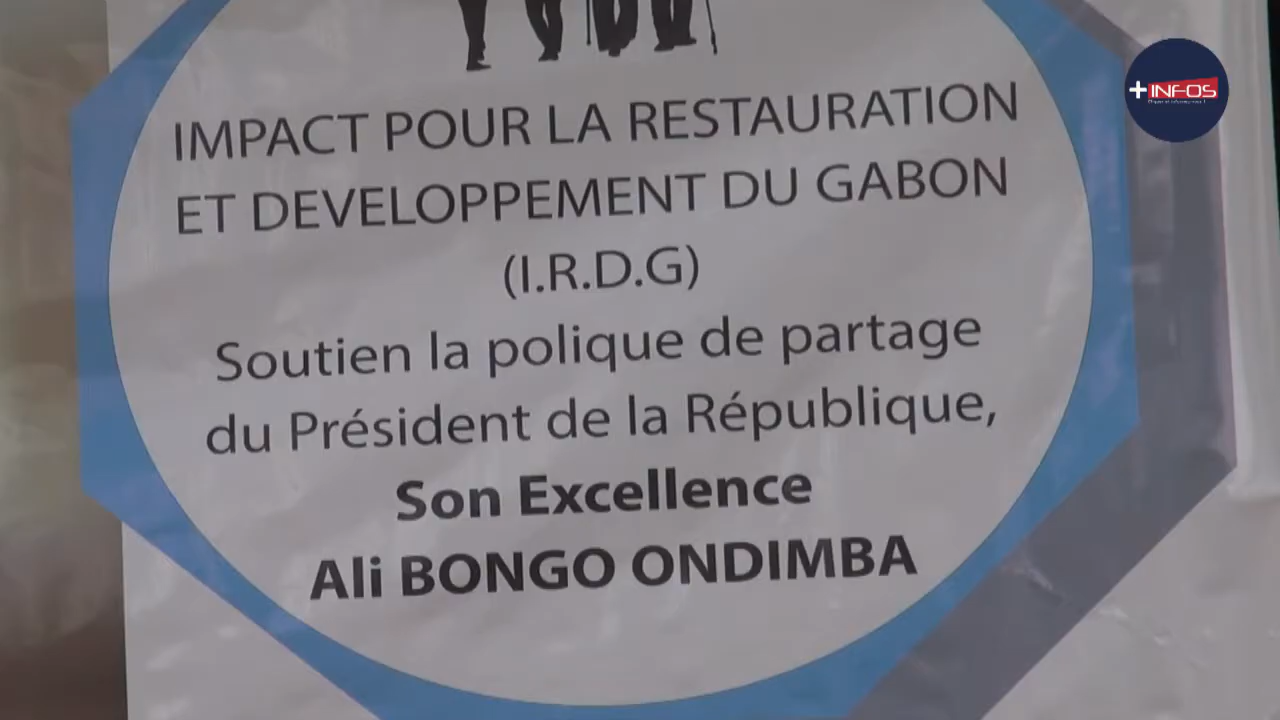 +INFOS
IMPACT POUR LA RESTAURATION
ET DEVELOPPEMENT DU GABON
(I.R.D.G)
Soutien la polique de partage
du Président de la République,
Son Excellence
Ali BONGO ONDIMBA